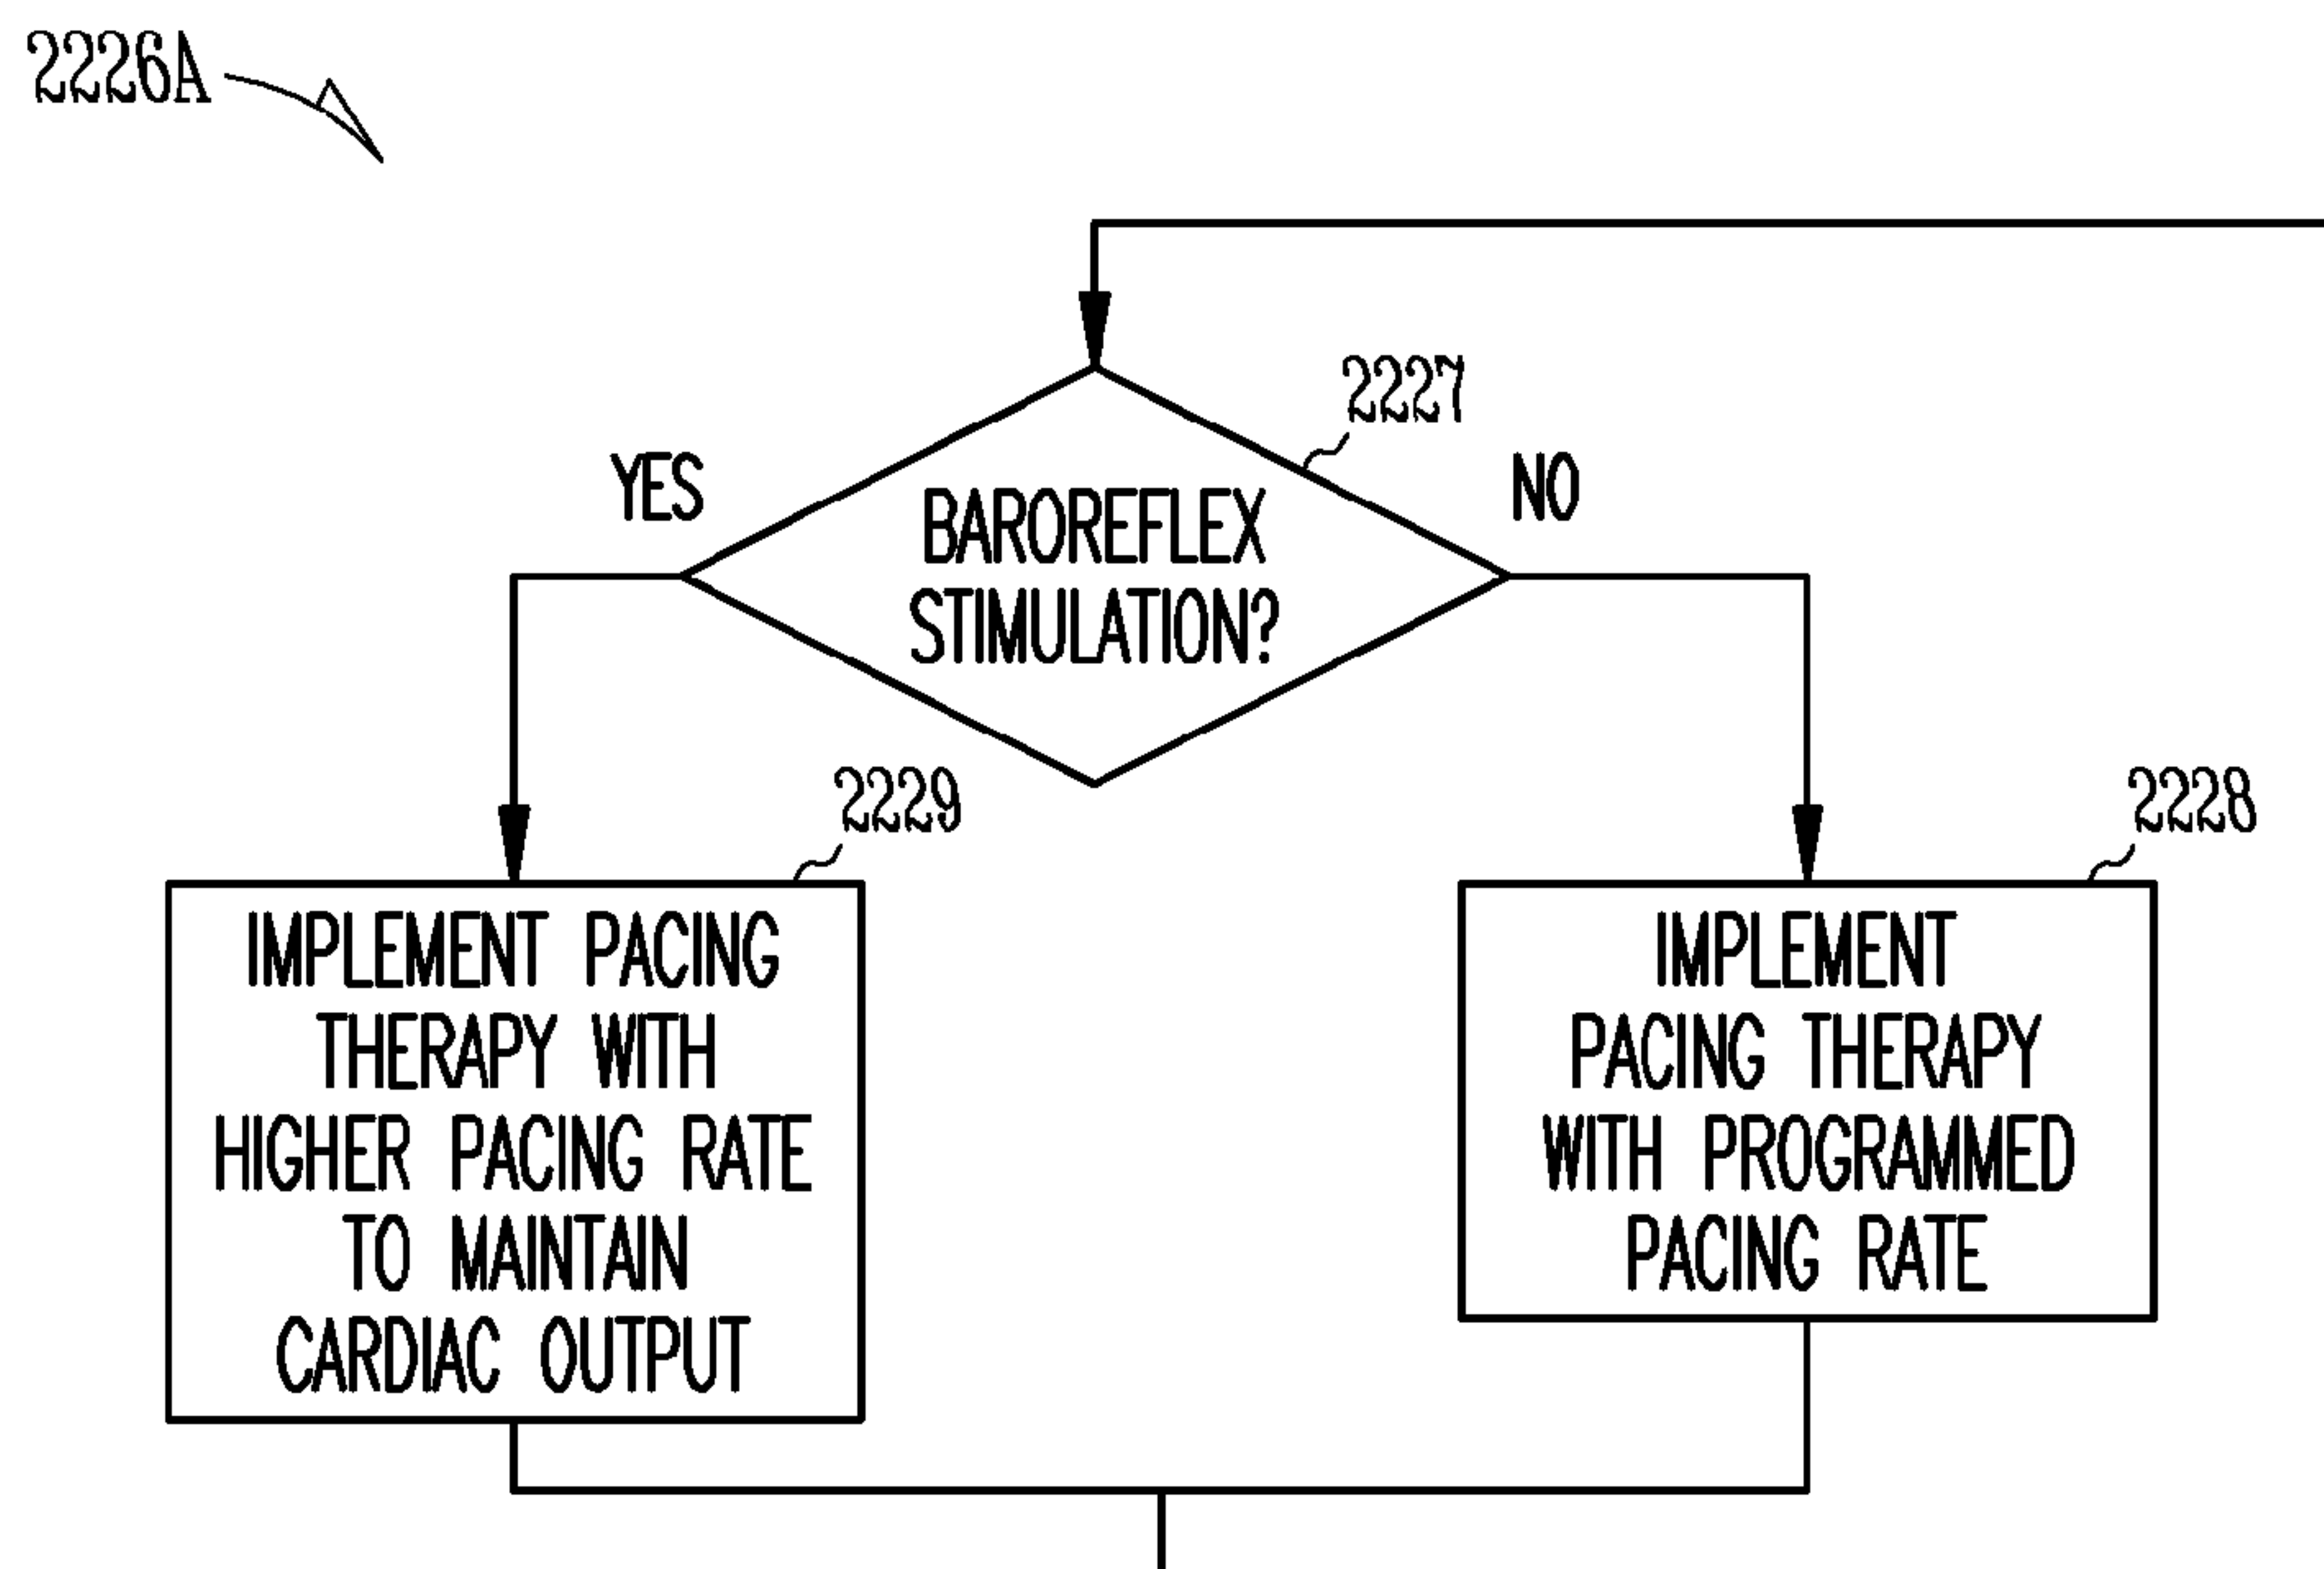 2226A
2227
YES
NO
BAROREFLEX
STIMULATION?
2229
2228
IMPLEMENT PACING
THERAPY WITH
HIGHER PACING RATE
TO MAINTAIN
CARDIAC OUTPUT
IMPLEMENT
PACING THERAPY
WITH PROGRAMMED
PACING RATE